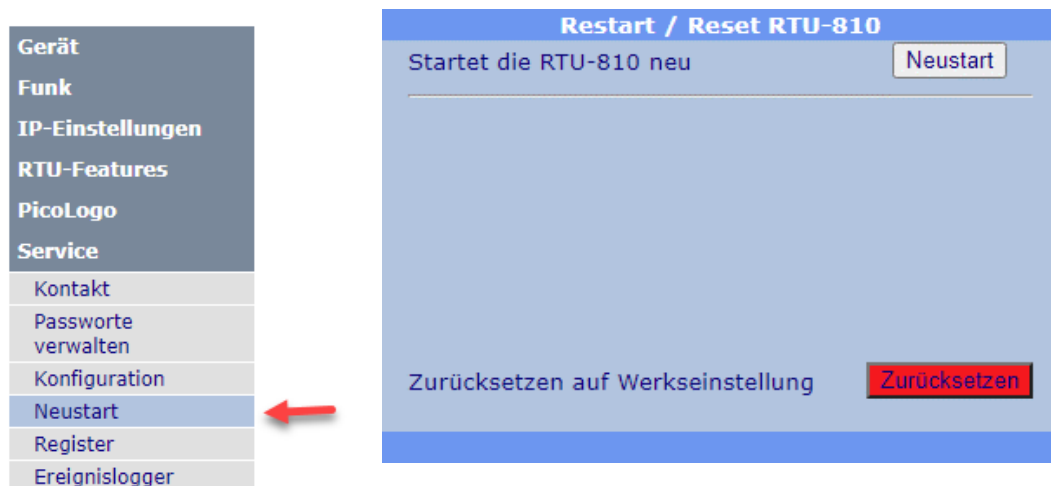 Gerät
Funk
IP-Einstellungen
RTU-Features
PicoLogo
Service
Kontakt
Passworte
verwalten
Konfiguration
Neustart
Register
Ereignislogger
Restart / Reset RTU-810
Startet die RTU-810 neu
Neustart
Zurücksetzen auf Werkseinstellung
Zurücksetzen